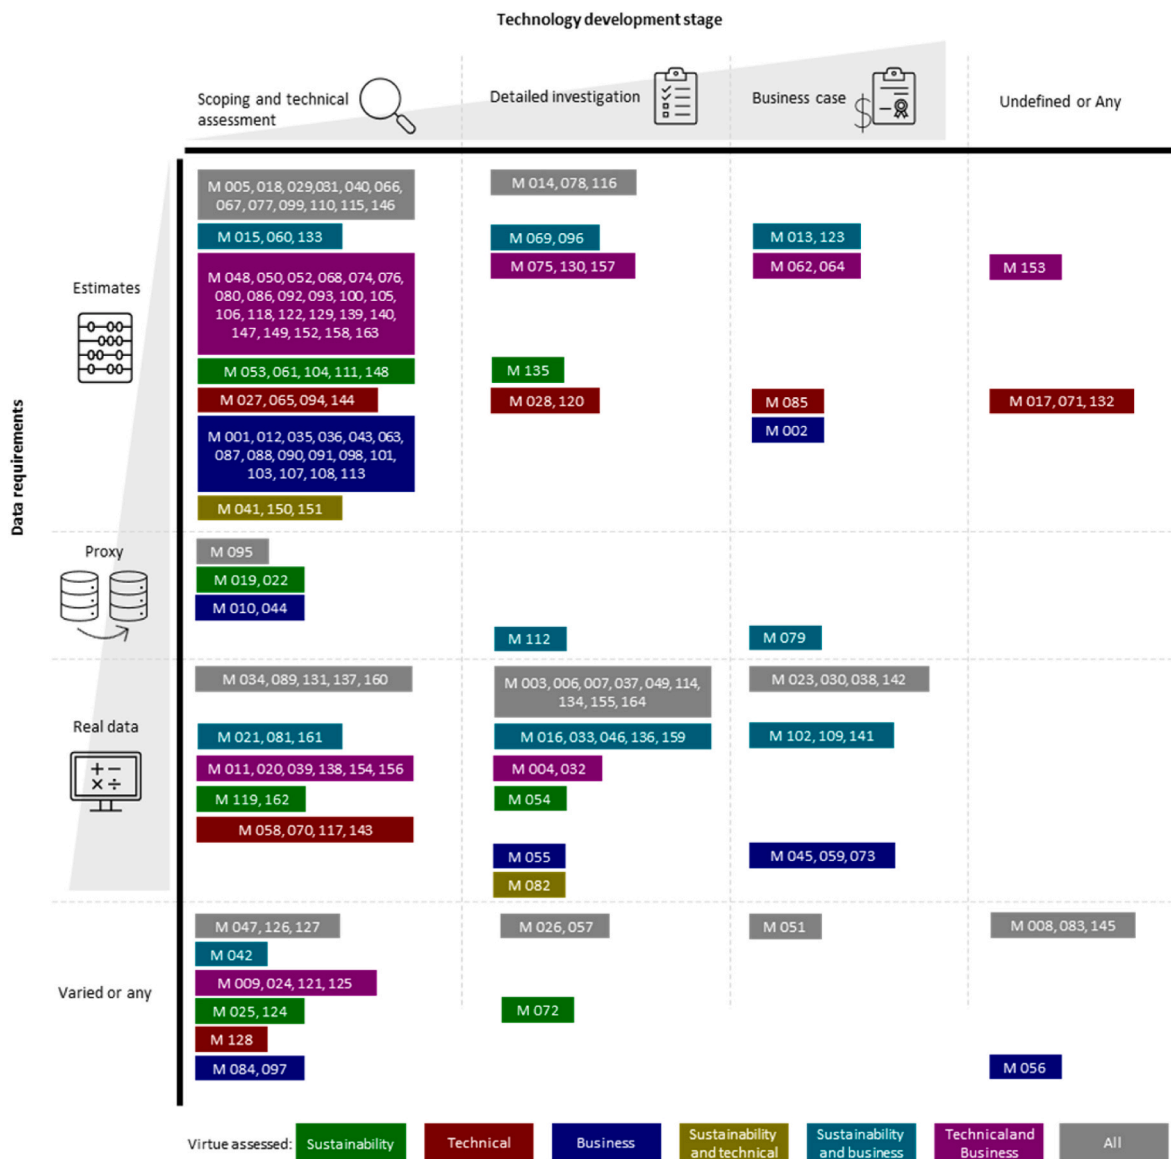 Technology development stage
Scoping and technical
assessment
Detailed investigation
Business case
$
Undefined or Any
Data requirements
Estimates
M 005, 018, 029,031, 040, 066,
067, 077, 099, 110, 115, 146
M 014, 078, 116
M 015, 060, 133
M 069, 096
M 013, 123
M 048, 050, 052, 068, 074, 076,
080, 086, 092, 093, 100, 105,
106, 118, 122, 129, 139, 140,
147, 149, 152, 158, 163
M 075, 130, 157
M 062, 064
M 153
M 053, 061, 104, 111, 148
M 135
M 027, 065, 094, 144
M 028, 120
M 085
M 017, 071, 132
M 001, 012, 035, 036, 043, 063,
087, 088, 090, 091, 098, 101,
103, 107, 108, 113
M 002
M 041, 150, 151
Proxy
M 095
M 019, 022
M 010, 044
M 112
M 079
Real data
M 034, 089, 131, 137, 160
M 003, 006, 007, 037, 049, 114,
134, 155, 164
M 023, 030, 038, 142
M 021, 081, 161
M 016, 033, 046, 136, 159
M 102, 109, 141
M 011, 020, 039, 138, 154, 156
M 004, 032
M 119, 162
M 054
M 058, 070, 117, 143
M 055
M 045, 059, 073
M 082
Varied or any
M 047, 126, 127
M 026, 057
M 051
M 008, 083, 145
M 042
M 009, 024, 121, 125
M 025, 124
M 072
M 128
M 084, 097
M 056
Virtue assessed:
Sustainability
Technical
Business
Sustainability
and technical
Sustainability
and business
Technicaland
Business
All